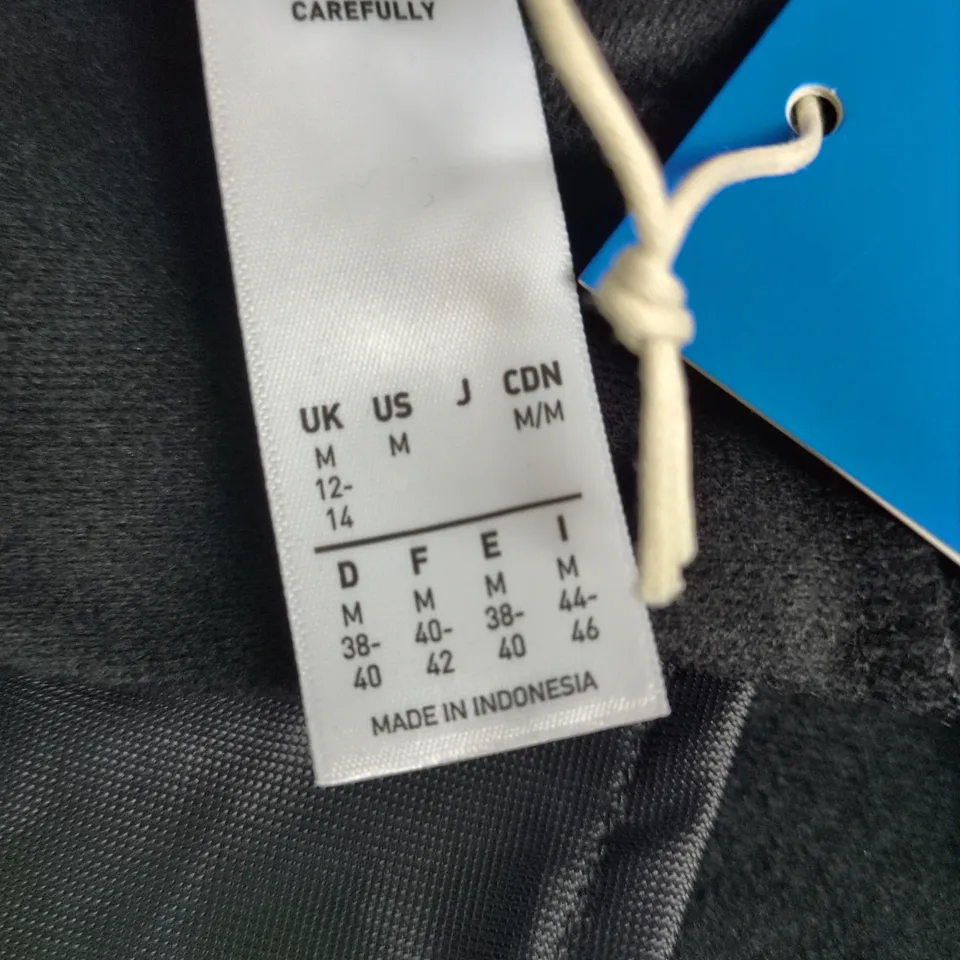 CAREFULLY
UK US J CDN
M M M/M
12-
14
D F E I
M M M M
38- 40- 38- 44-
40 42 40 46
MADE IN INDONESIA